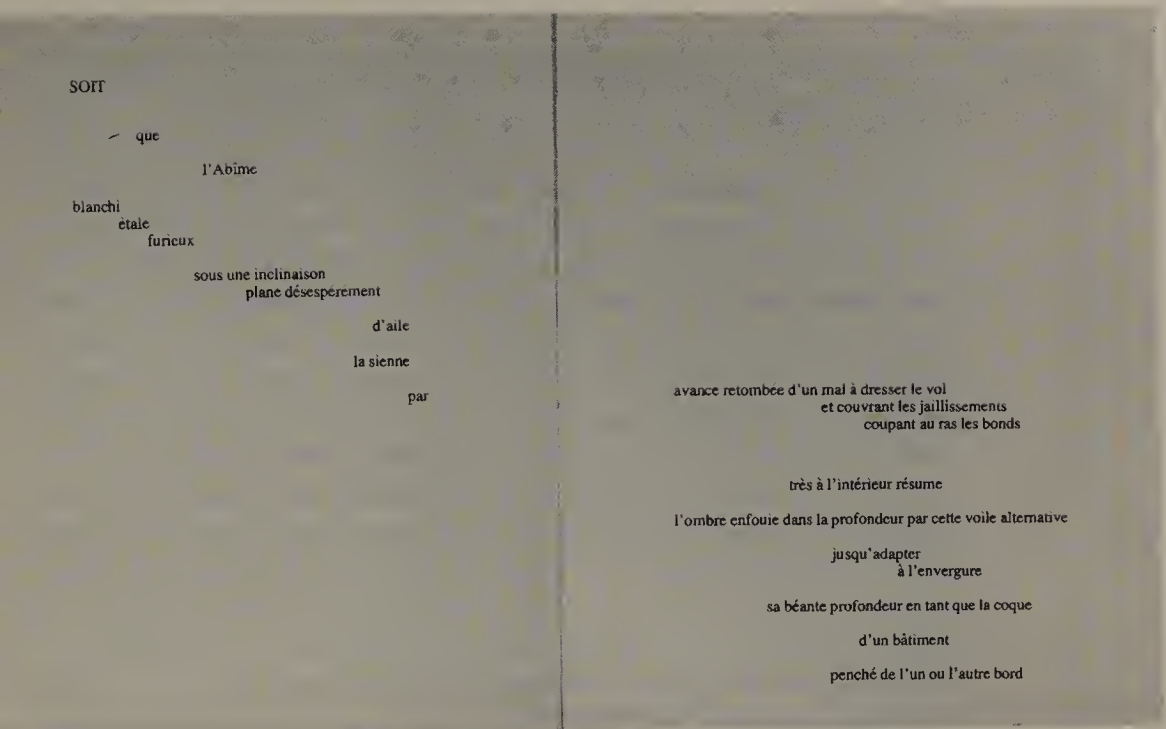 SOIT
que
l'Abîme
blanchi
étale
furieux
sous une inclinaison
plane désespérément
d'aile
la sienne
par
avance retombée d'un mal à dresser le vol
et couvrant les jaillissements
coupant au ras les bonds
très à l'intérieur résume
l'ombre enfouie dans la profondeur par cette voile alternative
jusqu'adapter
à l'envergure
sa béante profondeur en tant que la coque
d'un bâtiment
penché de l'un ou l'autre bord